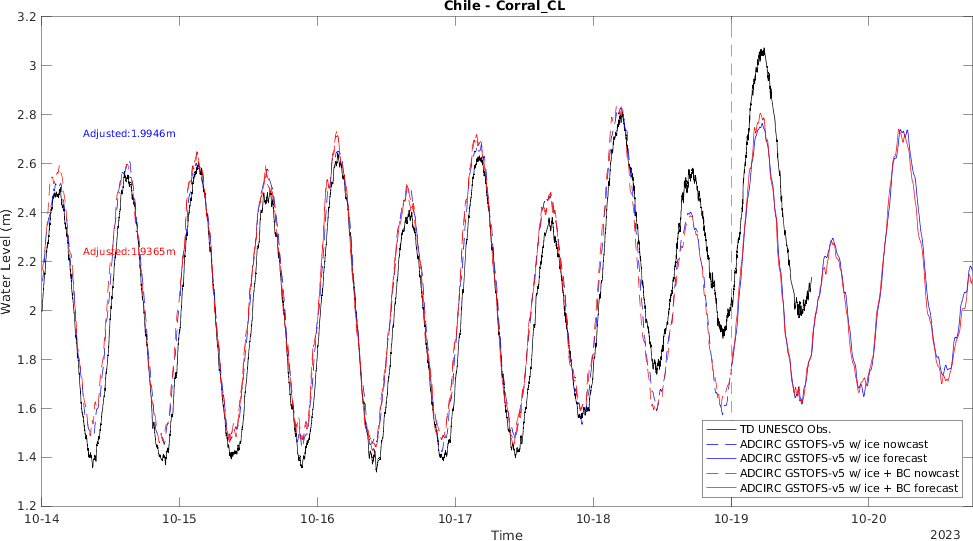 Chile - Corral_CL
3.2
3
2.8
2.6
2.4
2.2
2
1.8
1.6
1.4
1.2
Water Level (m)
Adjusted:1.9946m
Adjusted:1.9365m
TD UNESCO Obs.
ADCIRC GSTOFS-v5 w/ ice nowcast
ADCIRC GSTOFS-v5 w/ ice forecast
ADCIRC GSTOFS-v5 w/ ice + BC nowcast
ADCIRC GSTOFS-v5 w/ ice + BC forecast
10-14 10-15 10-16 10-17 10-18 10-19 10-20
Time
2023